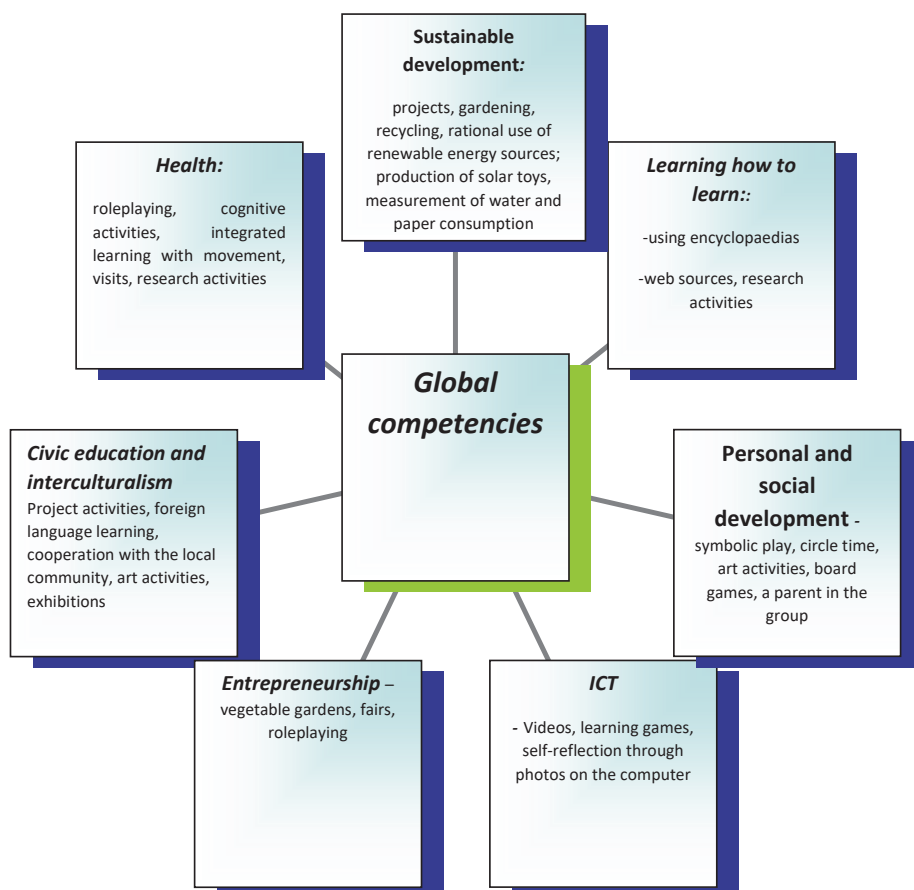 Sustainable
development:
projects, gardening,
recycling, rational use of
renewable energy sources;
production of solar toys,
measurement of water and
paper consumption
Health:
roleplaying, cognitive
activities, integrated
learning with movement,
visits, research activities
Learning how to
learn::
-using encyclopaedias
-web sources, research
activities
Global
competencies
Civic education and
interculturalism
Project activities, foreign
language learning,
cooperation with the local
community, art activities,
exhibitions
Personal and
social
development -
symbolic play, circle time,
art activities, board
games, a parent in the
group
Entrepreneurship –
vegetable gardens, fairs,
roleplaying
ICT
- Videos, learning games,
self-reflection through
photos on the computer